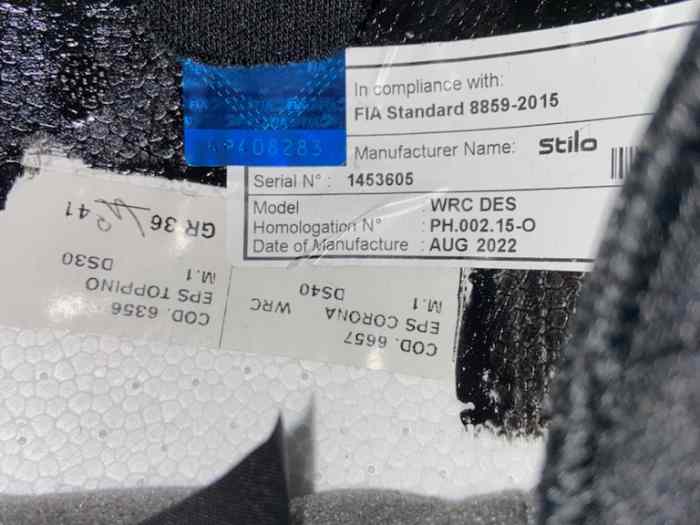 In compliance with:
FIA Standard 8859-2015
Manufacturer Name: Stilo
Serial N° : 1453605
Model : WRC DES
Homologation N° : PH.002.15-O
Date of Manufacture : AUG 2022
COD. 6657
EPS CORONA WRC
M.1 DS40
COD. 6356
EPS TOPPINO
M.1 DS30
GR 36
241